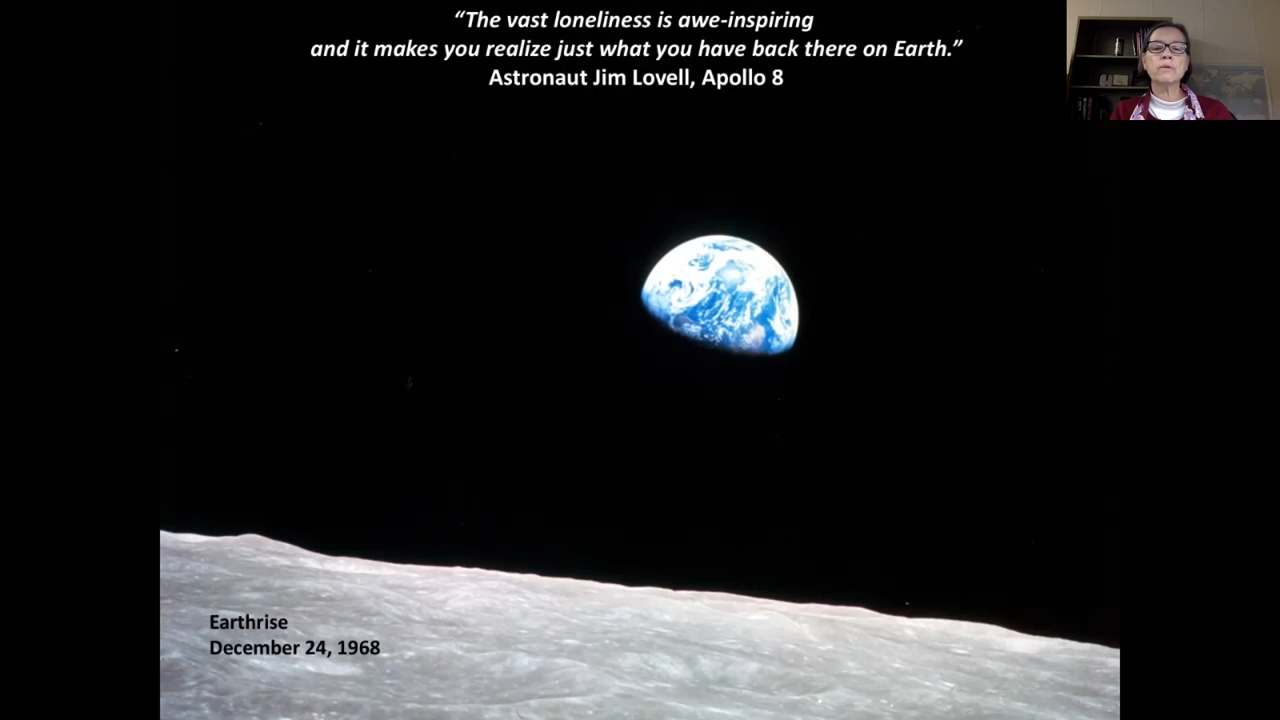 “The vast loneliness is awe-inspiring
and it makes you realize just what you have back there on Earth.”
Astronaut Jim Lovell, Apollo 8
Earthrise
December 24, 1968